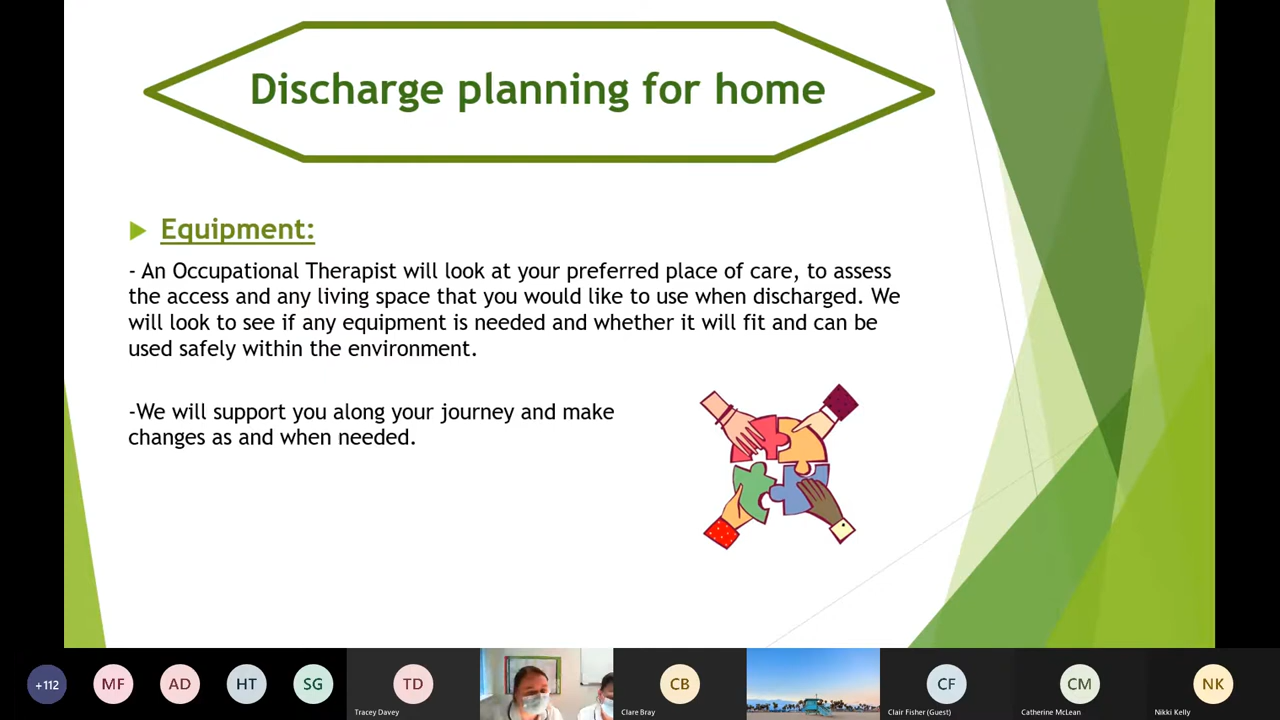 Discharge planning for home
Equipment:
- An Occupational Therapist will look at your preferred place of care, to assess
the access and any living space that you would like to use when discharged. We
will look to see if any equipment is needed and whether it will fit and can be
used safely within the environment.
-We will support you along your journey and make
changes as and when needed.
+112
MF
AD
HT
SG
TD
CB
CF
CM
NK
Tracey Davey
Clare Bray
Clair Fisher (Guest)
Catherine McLean
Nikki Kelly